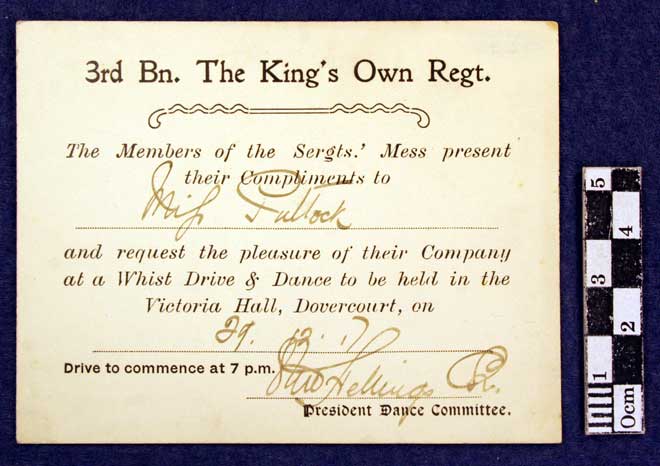 3rd Bn. The King's Own Regt.
The Members of the Sergts.' Mess present
their Compliments to
Miss
and request the pleasure of their Company
at a Whist Drive & Dance to be held in the
Victoria Hall, Dovercourt, on
29. 12. 17
Drive to commence at 7 p.m.
President Dance Committee.
0cm 1 2 3 4 5